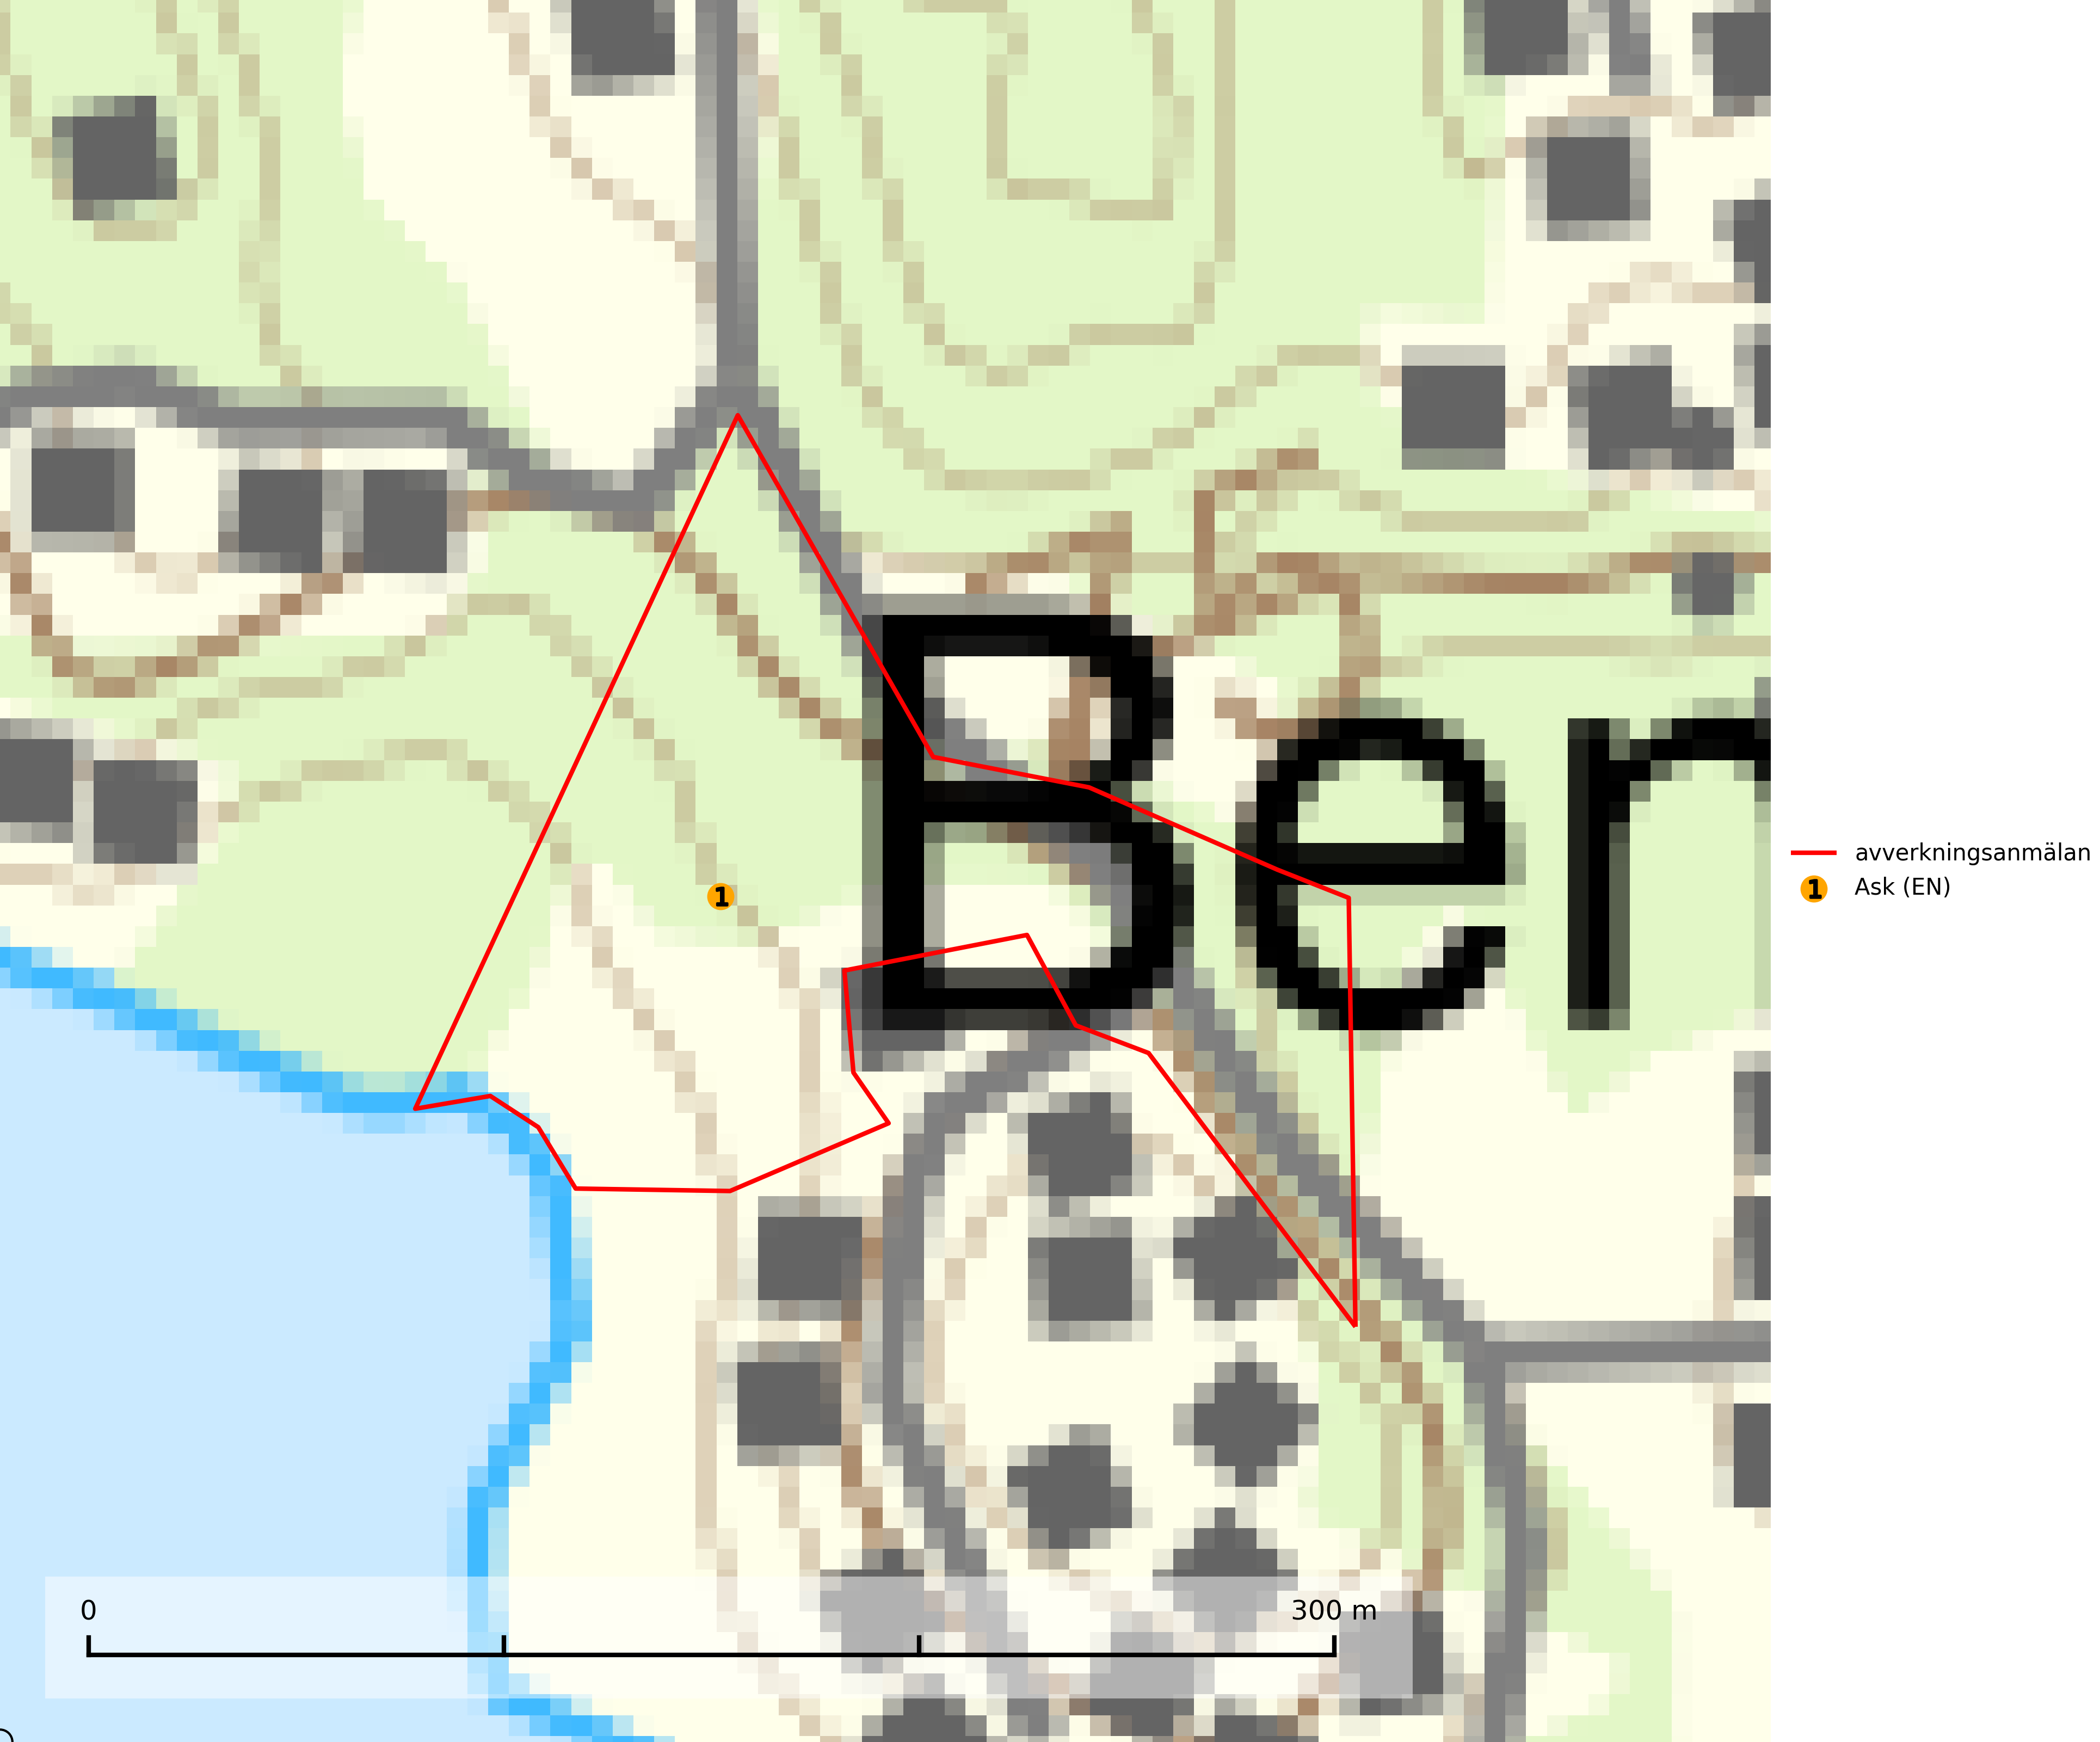 Ber
1
avverkningsanmälan
1 Ask (EN)
0 300 m